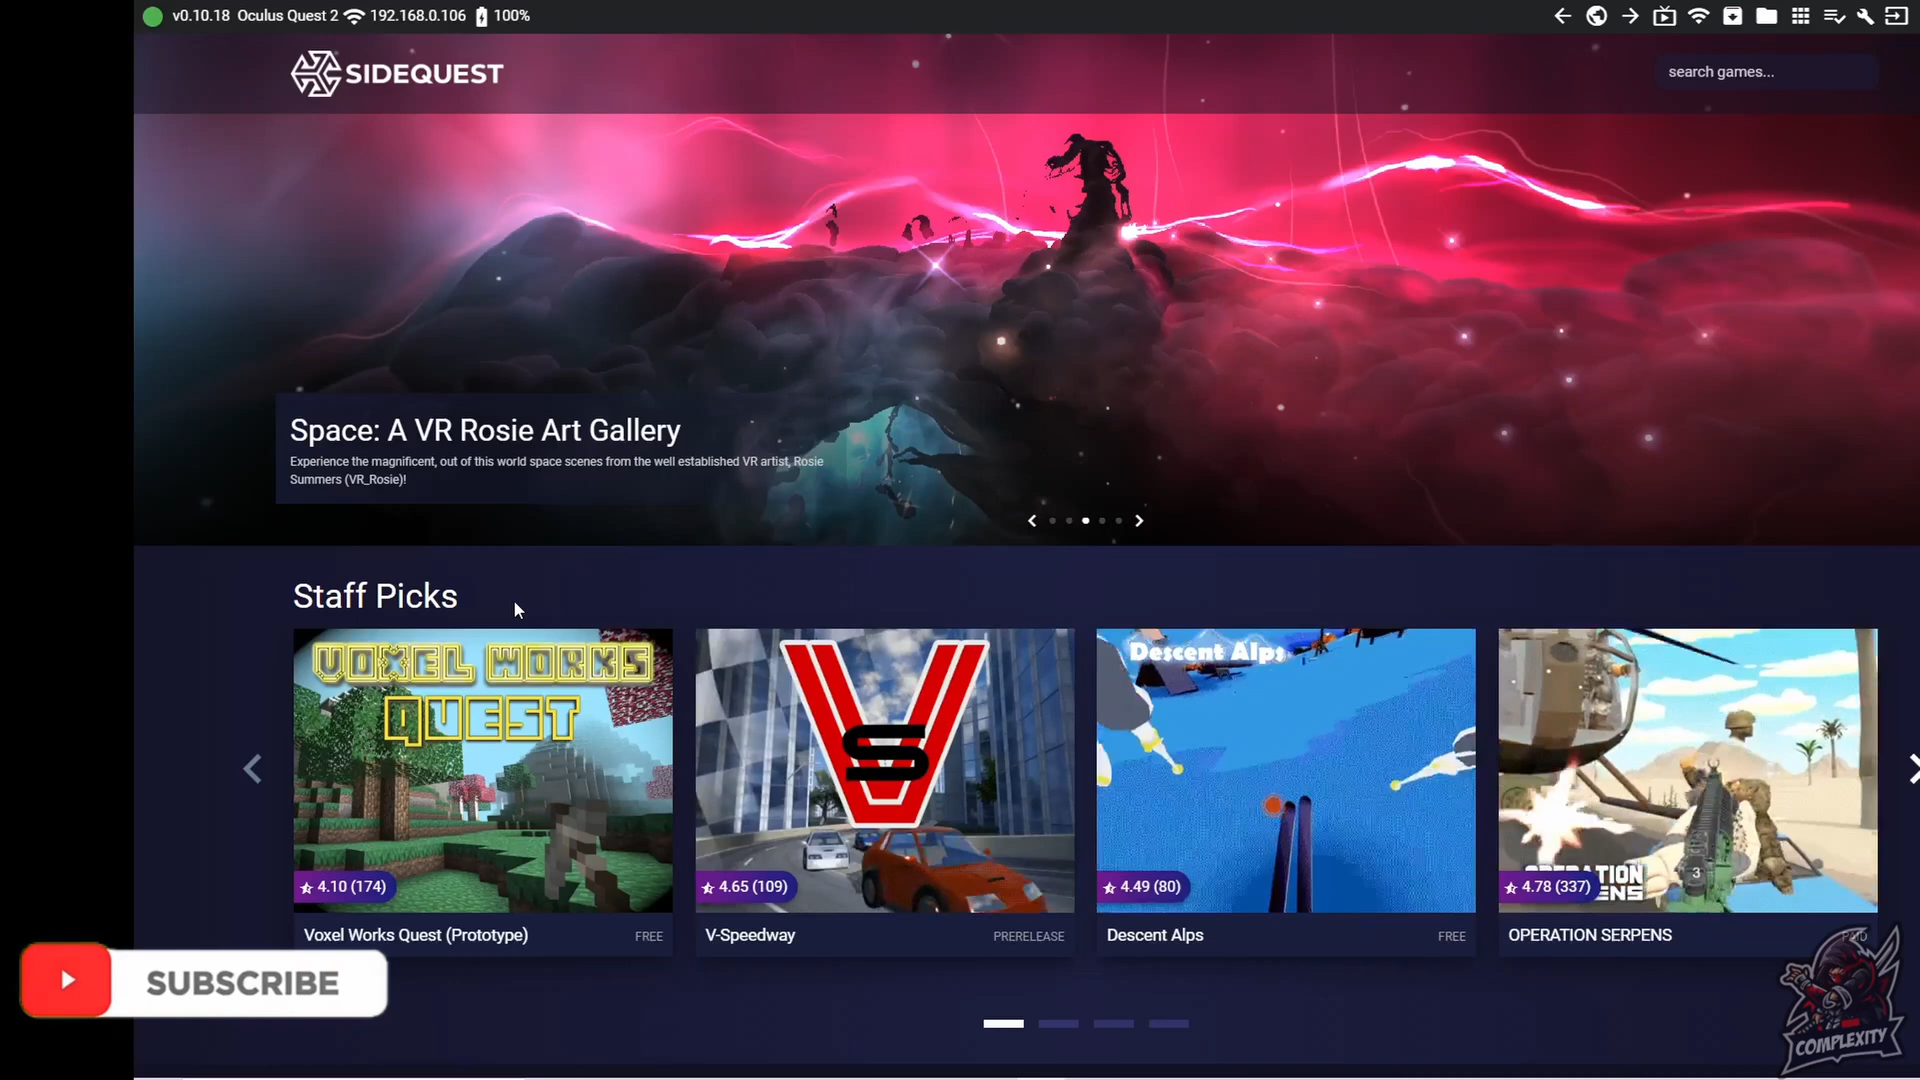 v0.10.18 Oculus Quest 2 192.168.0.106 100%
SIDEQUEST
search games...
Space: A VR Rosie Art Gallery
Experience the magnificent, out of this world space scenes from the well established VR artist, Rosie
Summers (VR_Rosie)!
Staff Picks
VOXEL WORKS
QUEST
VS
Descent Alps
3
4.10 (174)
4.65 (109)
4.49 (80)
4.78 (337)
Voxel Works Quest (Prototype) FREE
V-Speedway PRERELEASE
Descent Alps FREE
OPERATION SERPENS
SUBSCRIBE
COMPLEXITY